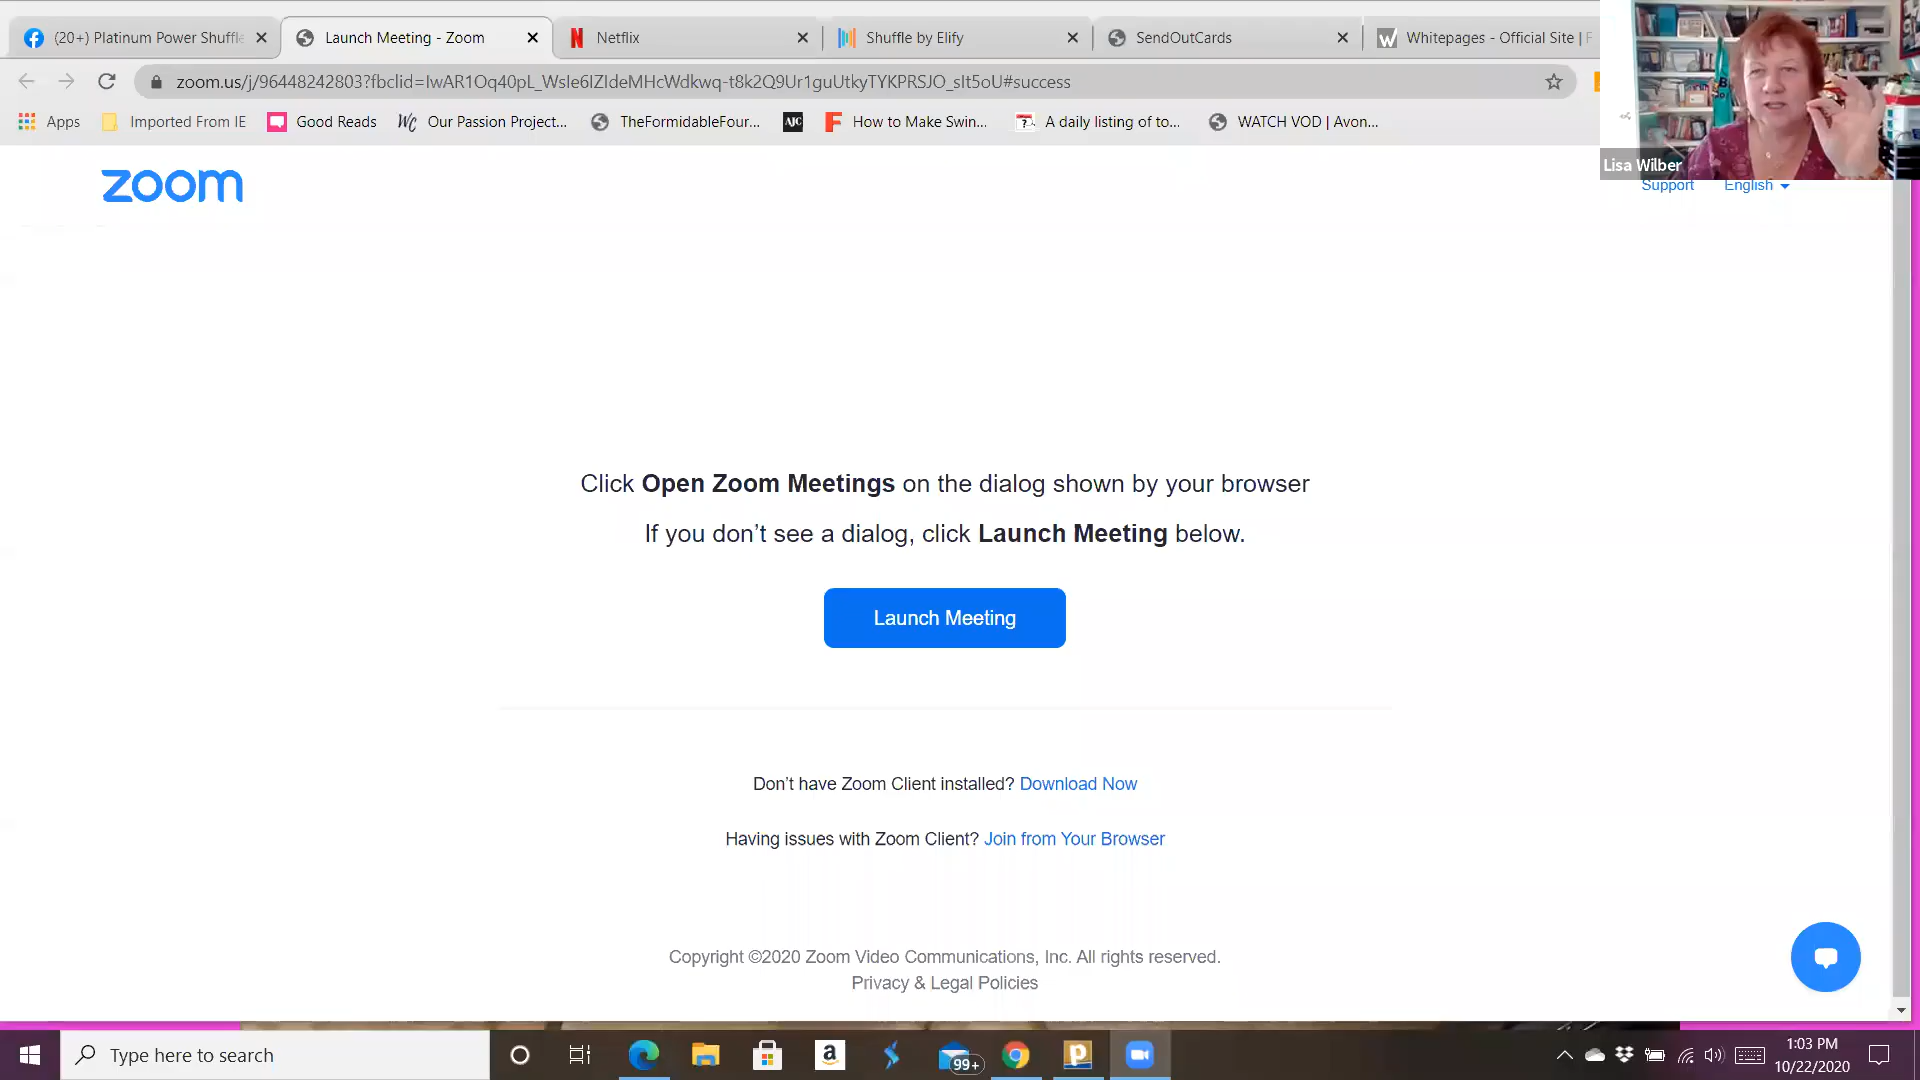 (20+) Platinum Power Shuffle
Launch Meeting - Zoom
Netflix
Shuffle by Elify
SendOutCards
Whitepages - Official Site | F
zoom.us/j/96448242803?fbclid=IwAR1Oq40pL_WsIe6IZIdeMHcWdkwq-t8k2Q9Ur1guUtkyTYKPRSJO_sIt5oU#success
Apps
Imported From IE
Good Reads
Our Passion Project...
TheFormidableFour...
AJC
How to Make Swin...
A daily listing of to...
WATCH VOD | Avon...
Lisa Wilber
zoom
Support
English
Click Open Zoom Meetings on the dialog shown by your browser
If you don’t see a dialog, click Launch Meeting below.
Launch Meeting
Don’t have Zoom Client installed? Download Now
Having issues with Zoom Client? Join from Your Browser
Copyright ©2020 Zoom Video Communications, Inc. All rights reserved.
Privacy & Legal Policies
Type here to search
99+
1:03 PM
10/22/2020